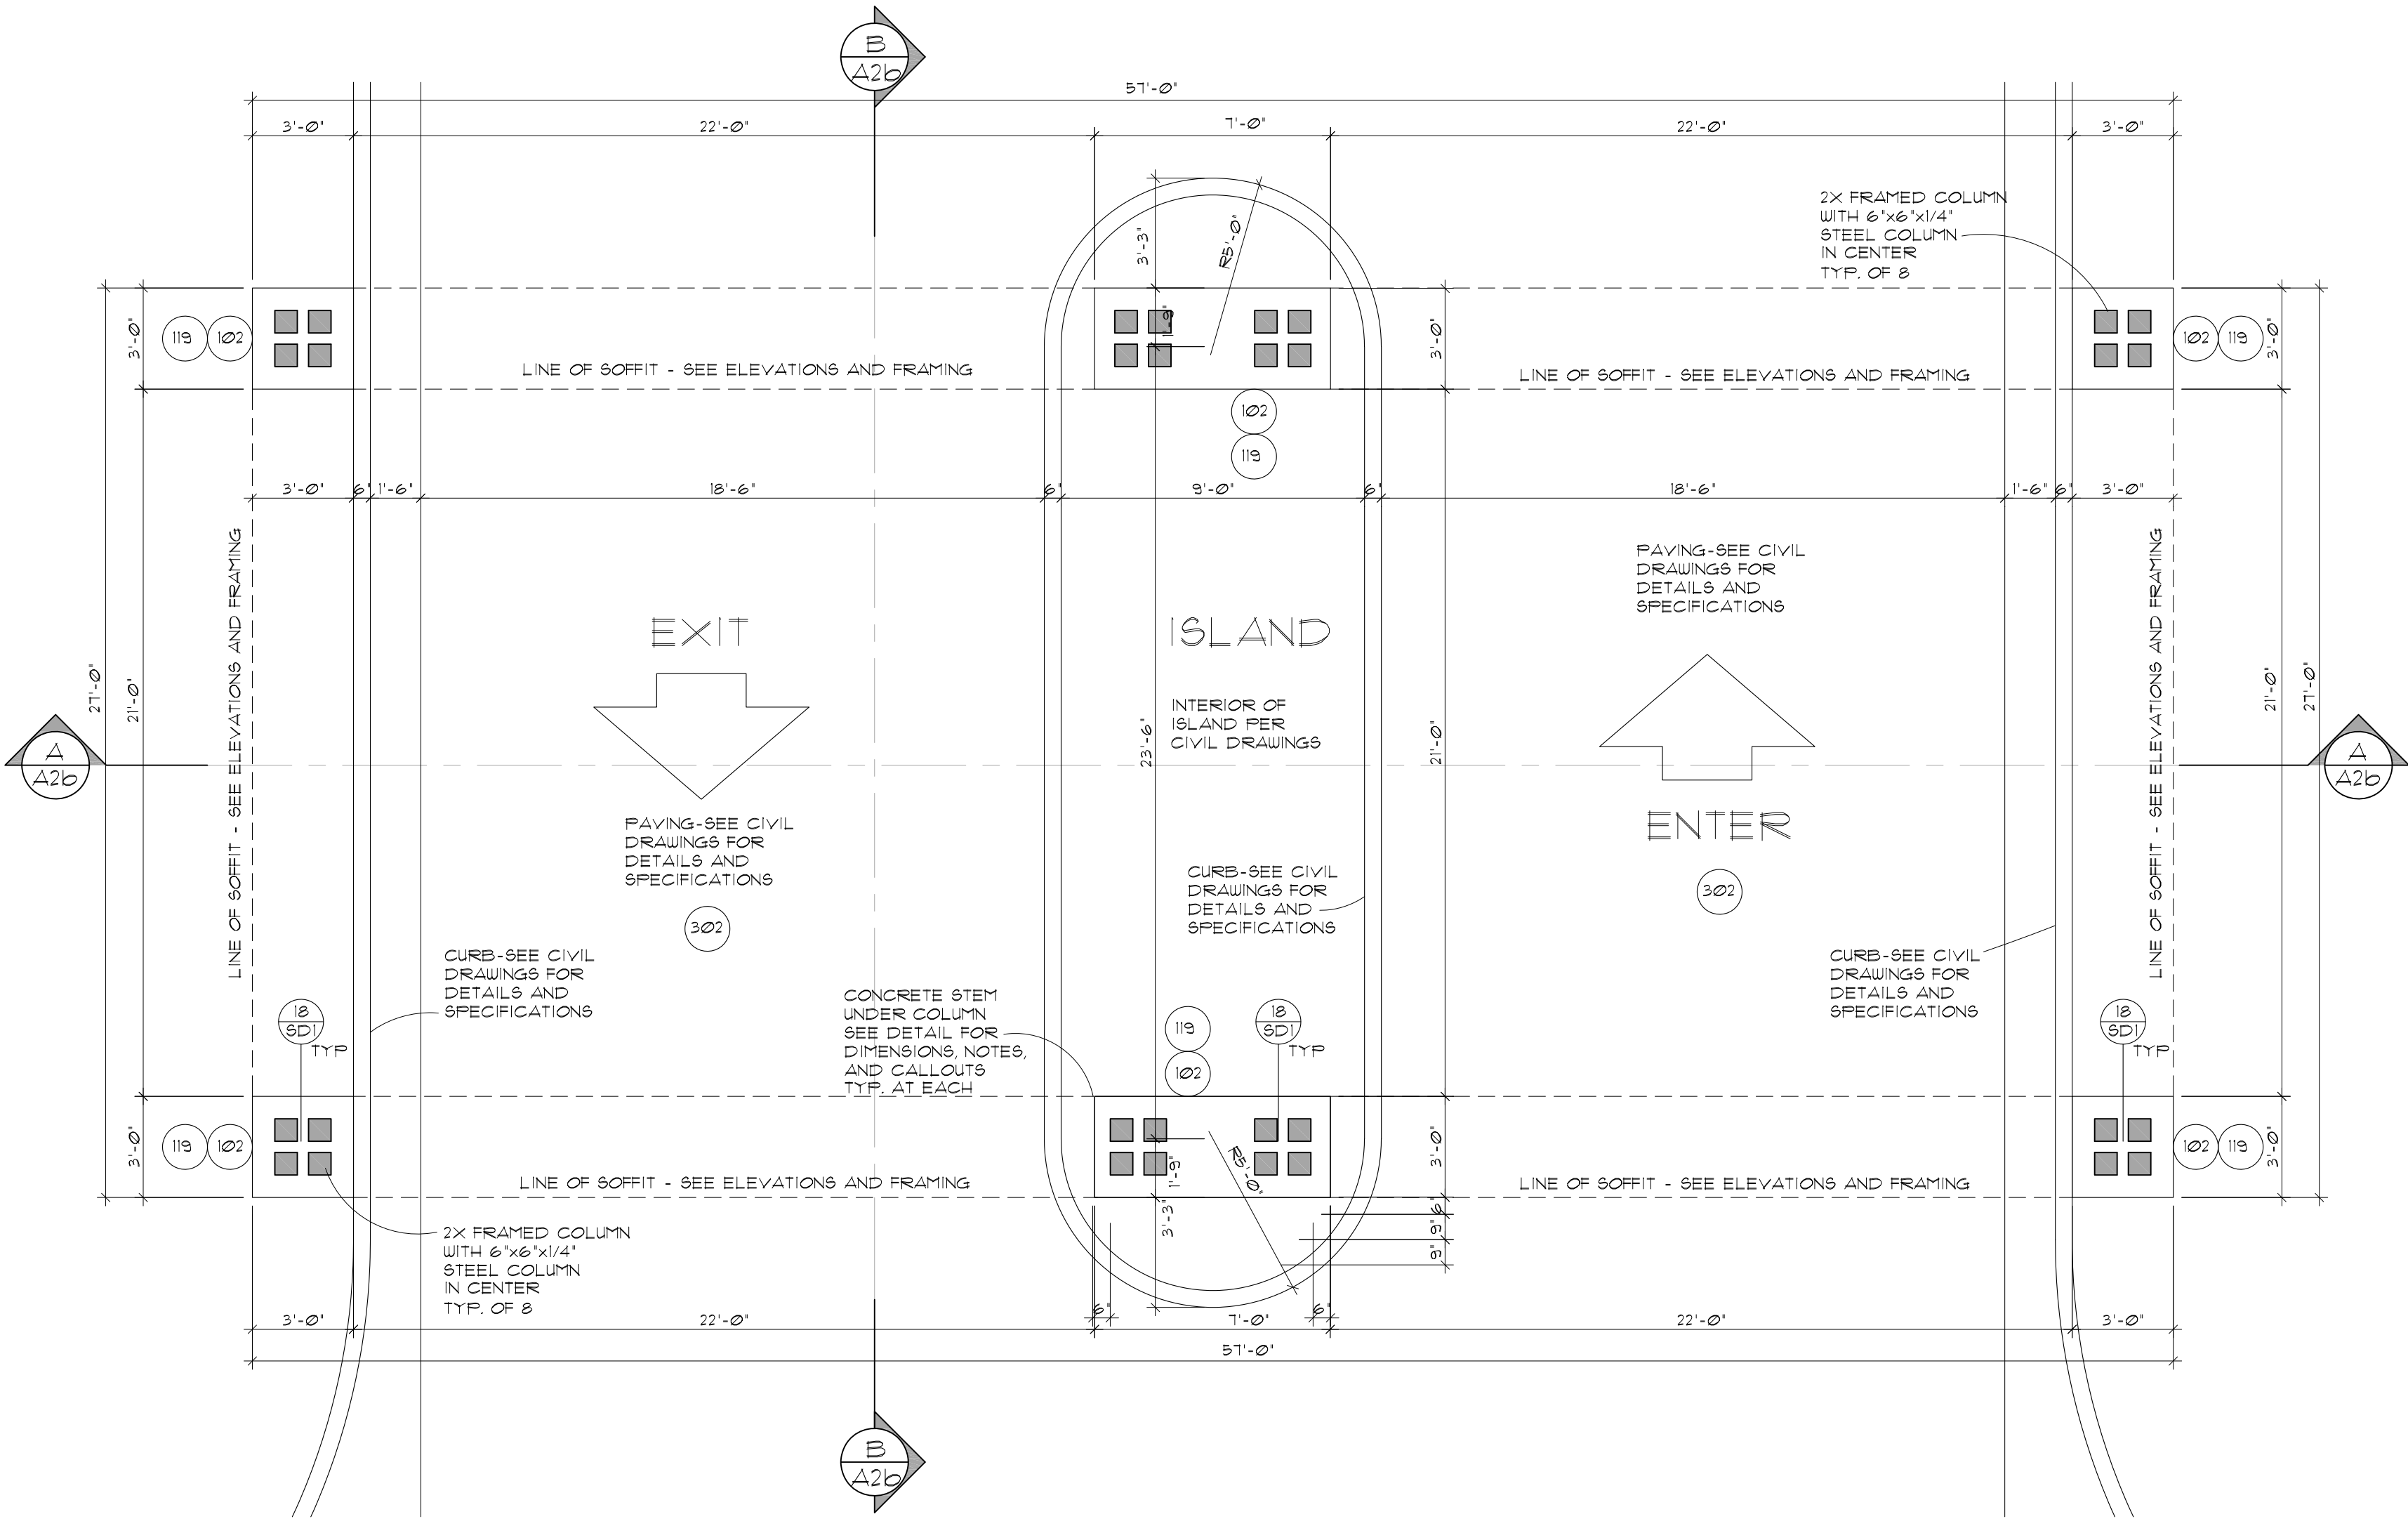 B
A2b
57'-0"
3'-0"
22'-0"
7'-0"
22'-0"
3'-0"
2X FRAMED COLUMN
WITH 6"x6"x1/4"
STEEL COLUMN
IN CENTER
TYP. OF 8
3'-3"
R5'-0"
1'-9"
3'-0"
119
102
3'-0"
102
119
3'-0"
LINE OF SOFFIT - SEE ELEVATIONS AND FRAMING
LINE OF SOFFIT - SEE ELEVATIONS AND FRAMING
102
119
3'-0"
6"
1'-6"
18'-6"
6"
9'-0"
6"
18'-6"
1'-6"
6"
3'-0"
LINE OF SOFFIT - SEE ELEVATIONS AND FRAMING
LINE OF SOFFIT - SEE ELEVATIONS AND FRAMING
PAVING-SEE CIVIL
DRAWINGS FOR
DETAILS AND
SPECIFICATIONS
EXIT
ISLAND
INTERIOR OF
ISLAND PER
CIVIL DRAWINGS
27'-0"
21'-0"
23'-6"
21'-0"
21'-0"
27'-0"
A
A2b
A
A2b
ENTER
302
PAVING-SEE CIVIL
DRAWINGS FOR
DETAILS AND
SPECIFICATIONS
302
CURB-SEE CIVIL
DRAWINGS FOR
DETAILS AND
SPECIFICATIONS
CURB-SEE CIVIL
DRAWINGS FOR
DETAILS AND
SPECIFICATIONS
CURB-SEE CIVIL
DRAWINGS FOR
DETAILS AND
SPECIFICATIONS
CONCRETE STEM
UNDER COLUMN
SEE DETAIL FOR
DIMENSIONS, NOTES,
AND CALLOUTS
TYP. AT EACH
18
SD1
TYP
119
102
18
SD1
TYP
18
SD1
TYP
3'-0"
119
102
1'-9"
3'-3"
R5'-0"
3'-0"
6"
9"
9"
102
119
3'-0"
LINE OF SOFFIT - SEE ELEVATIONS AND FRAMING
LINE OF SOFFIT - SEE ELEVATIONS AND FRAMING
2X FRAMED COLUMN
WITH 6"x6"x1/4"
STEEL COLUMN
IN CENTER
TYP. OF 8
6"
6"
3'-0"
22'-0"
7'-0"
22'-0"
3'-0"
57'-0"
B
A2b